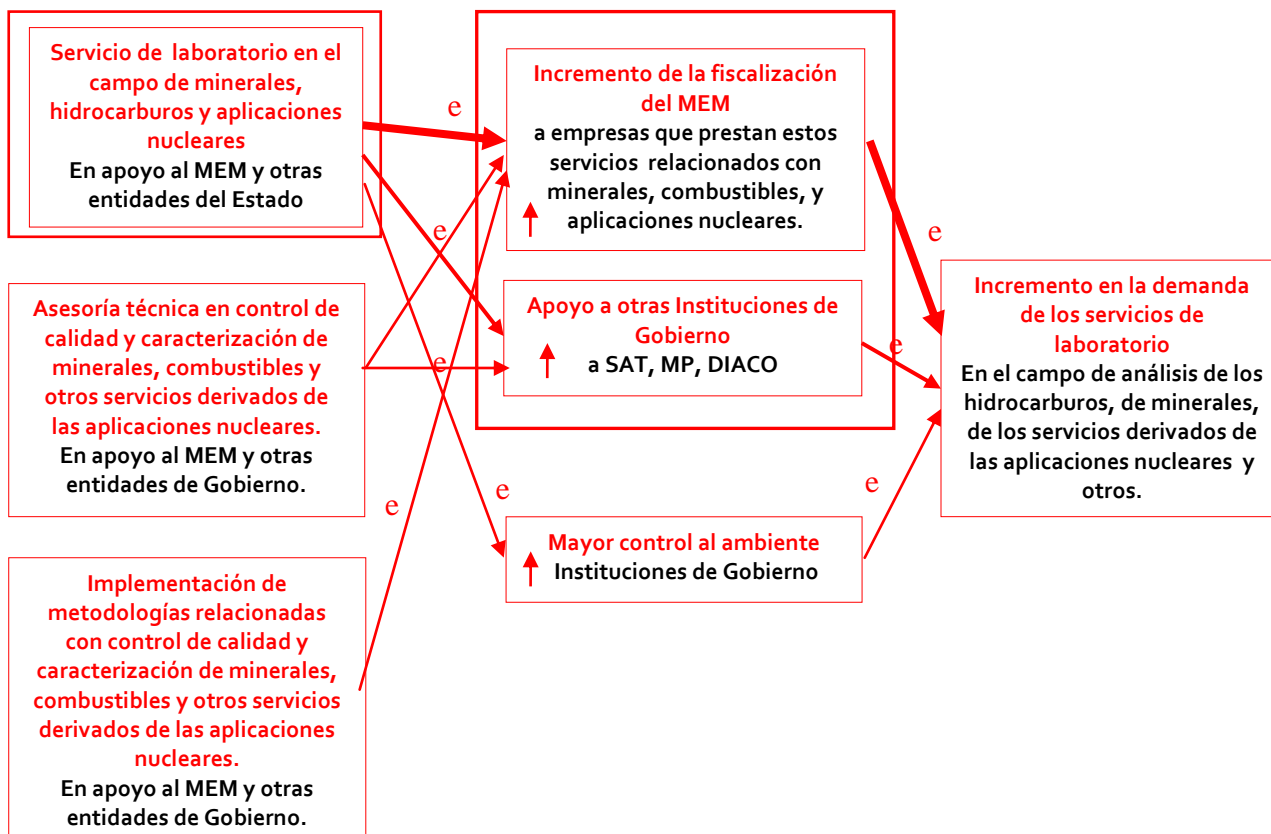 Servicio de laboratorio en el
campo de minerales,
hidrocarburos y aplicaciones
nucleares
En apoyo al MEM y otras
entidades del Estado
Asesoría técnica en control de
calidad y caracterización de
minerales, combustibles y
otros servicios derivados de
las aplicaciones nucleares.
En apoyo al MEM y otras
entidades de Gobierno.
Implementación de
metodologías relacionadas
con control de calidad y
caracterización de minerales,
combustibles y otros servicios
derivados de las aplicaciones
nucleares.
En apoyo al MEM y otras
entidades de Gobierno.
e
e
e
e
e
Incremento de la fiscalización
del MEM
a empresas que prestan estos
servicios relacionados con
minerales, combustibles, y
aplicaciones nucleares.
Apoyo a otras Instituciones de
Gobierno
a SAT, MP, DIACO
Mayor control al ambiente
Instituciones de Gobierno
e
e
e
Incremento en la demanda
de los servicios de
laboratorio
En el campo de análisis de los
hidrocarburos, de minerales,
de los servicios derivados de
las aplicaciones nucleares y
otros.